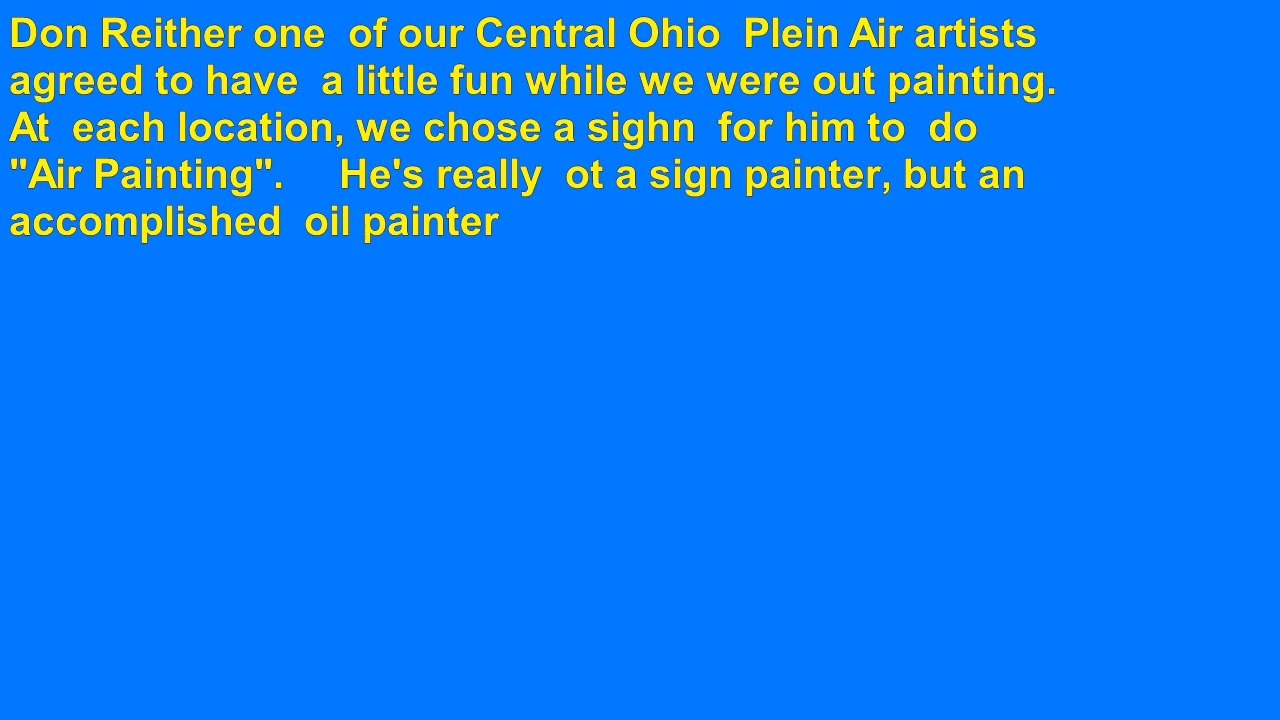 Don Reither one  of our Central Ohio  Plein Air artists
agreed to have  a little fun while we were out painting.
At  each location, we chose a sighn  for him to  do
"Air Painting".     He's really  ot a sign painter, but an
accomplished  oil painter